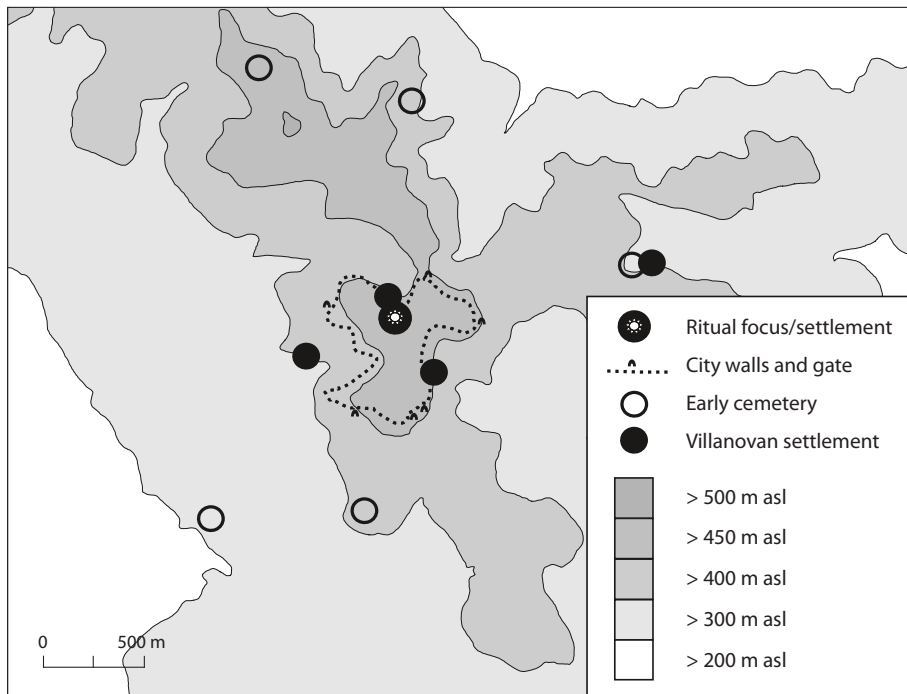 Ritual focus/settlement
City walls and gate
Early cemetery
Villanovan settlement
> 500 m asl
> 450 m asl
> 400 m asl
> 300 m asl
> 200 m asl
0 500 m